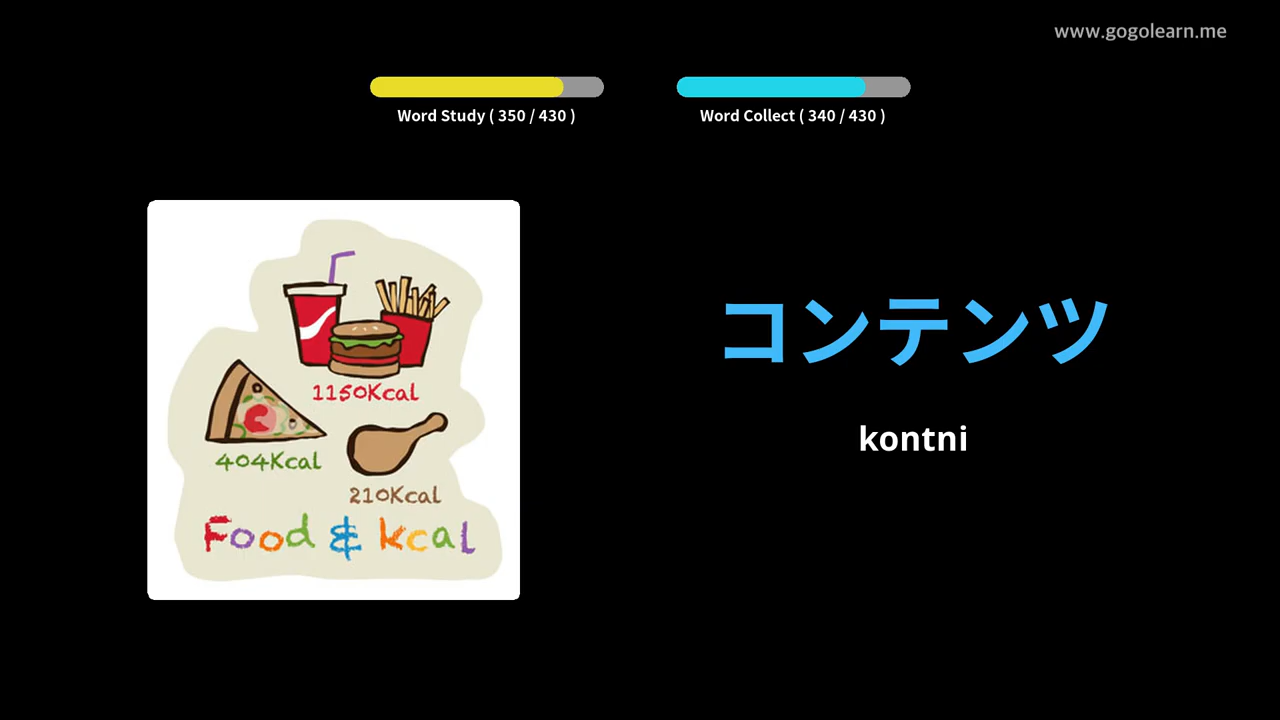 www.gogolearn.me
Word Study ( 350 / 430 )
Word Collect ( 340 / 430 )
1150Kcal
404Kcal
210Kcal
Food & kcal
コンテンツ
kontni